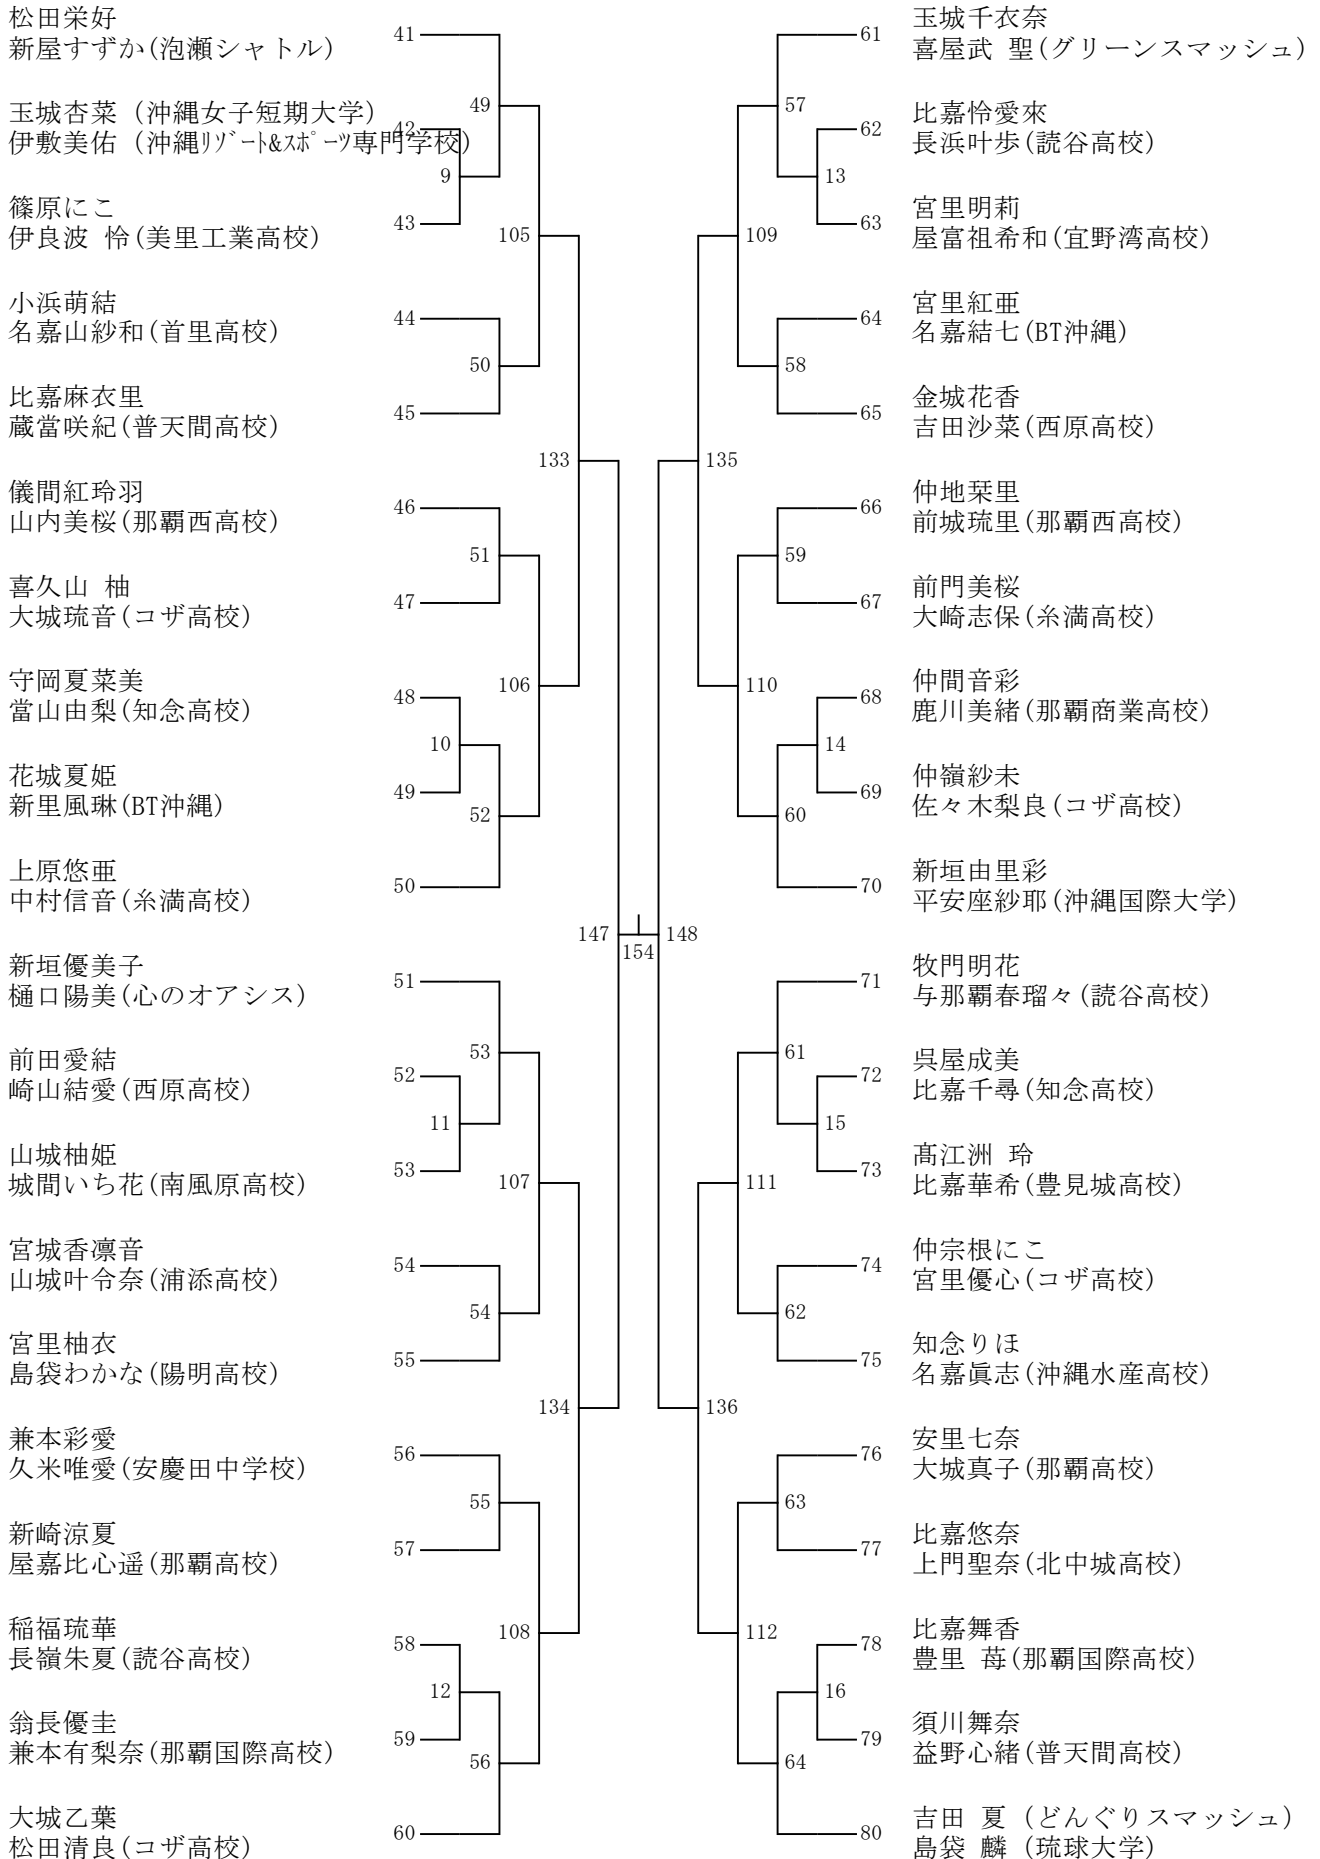 松田栄好
新屋すずか(泡瀬シャトル)
41
玉城杏菜 (沖縄女子短期大学)
伊敷美佑 (沖縄ﾘｿﾞｰﾄ&ｽﾎﾟｰﾂ専門学校)
42
49
9
篠原にこ
伊良波 怜(美里工業高校)
43
105
小浜萌結
名嘉山紗和(首里高校)
44
50
比嘉麻衣里
蔵當咲紀(普天間高校)
45
133
儀間紅玲羽
山内美桜(那覇西高校)
46
51
喜久山 柚
大城琉音(コザ高校)
47
106
守岡夏菜美
當山由梨(知念高校)
48
10
花城夏姫
新里風琳(BT沖縄)
49
52
上原悠亜
中村信音(糸満高校)
50
147
154
148
新垣優美子
樋口陽美(心のオアシス)
51
53
前田愛結
崎山結愛(西原高校)
52
11
山城柚姫
城間いち花(南風原高校)
53
107
宮城香凛音
山城叶令奈(浦添高校)
54
54
宮里柚衣
島袋わかな(陽明高校)
55
134
兼本彩愛
久米唯愛(安慶田中学校)
56
55
新崎涼夏
屋嘉比心遥(那覇高校)
57
108
稲福琉華
長嶺朱夏(読谷高校)
58
12
翁長優圭
兼本有梨奈(那覇国際高校)
59
56
大城乙葉
松田清良(コザ高校)
60
玉城千衣奈
喜屋武 聖(グリーンスマッシュ)
61
57
比嘉怜愛來
長浜叶歩(読谷高校)
62
13
宮里明莉
屋富祖希和(宜野湾高校)
63
109
宮里紅亜
名嘉結七(BT沖縄)
64
58
金城花香
吉田沙菜(西原高校)
65
135
仲地栞里
前城琉里(那覇西高校)
66
59
前門美桜
大崎志保(糸満高校)
67
110
仲間音彩
鹿川美緒(那覇商業高校)
68
14
仲嶺紗未
佐々木梨良(コザ高校)
69
60
新垣由里彩
平安座紗耶(沖縄国際大学)
70
牧門明花
与那覇春瑠々(読谷高校)
71
61
呉屋成美
比嘉千尋(知念高校)
72
15
髙江洲 玲
比嘉華希(豊見城高校)
73
111
仲宗根にこ
宮里優心(コザ高校)
74
62
知念りほ
名嘉眞志(沖縄水産高校)
75
136
安里七奈
大城真子(那覇高校)
76
63
比嘉悠奈
上門聖奈(北中城高校)
77
112
比嘉舞香
豊里 苺(那覇国際高校)
78
16
須川舞奈
益野心緒(普天間高校)
79
64
吉田 夏 (どんぐりスマッシュ)
島袋 麟 (琉球大学)
80